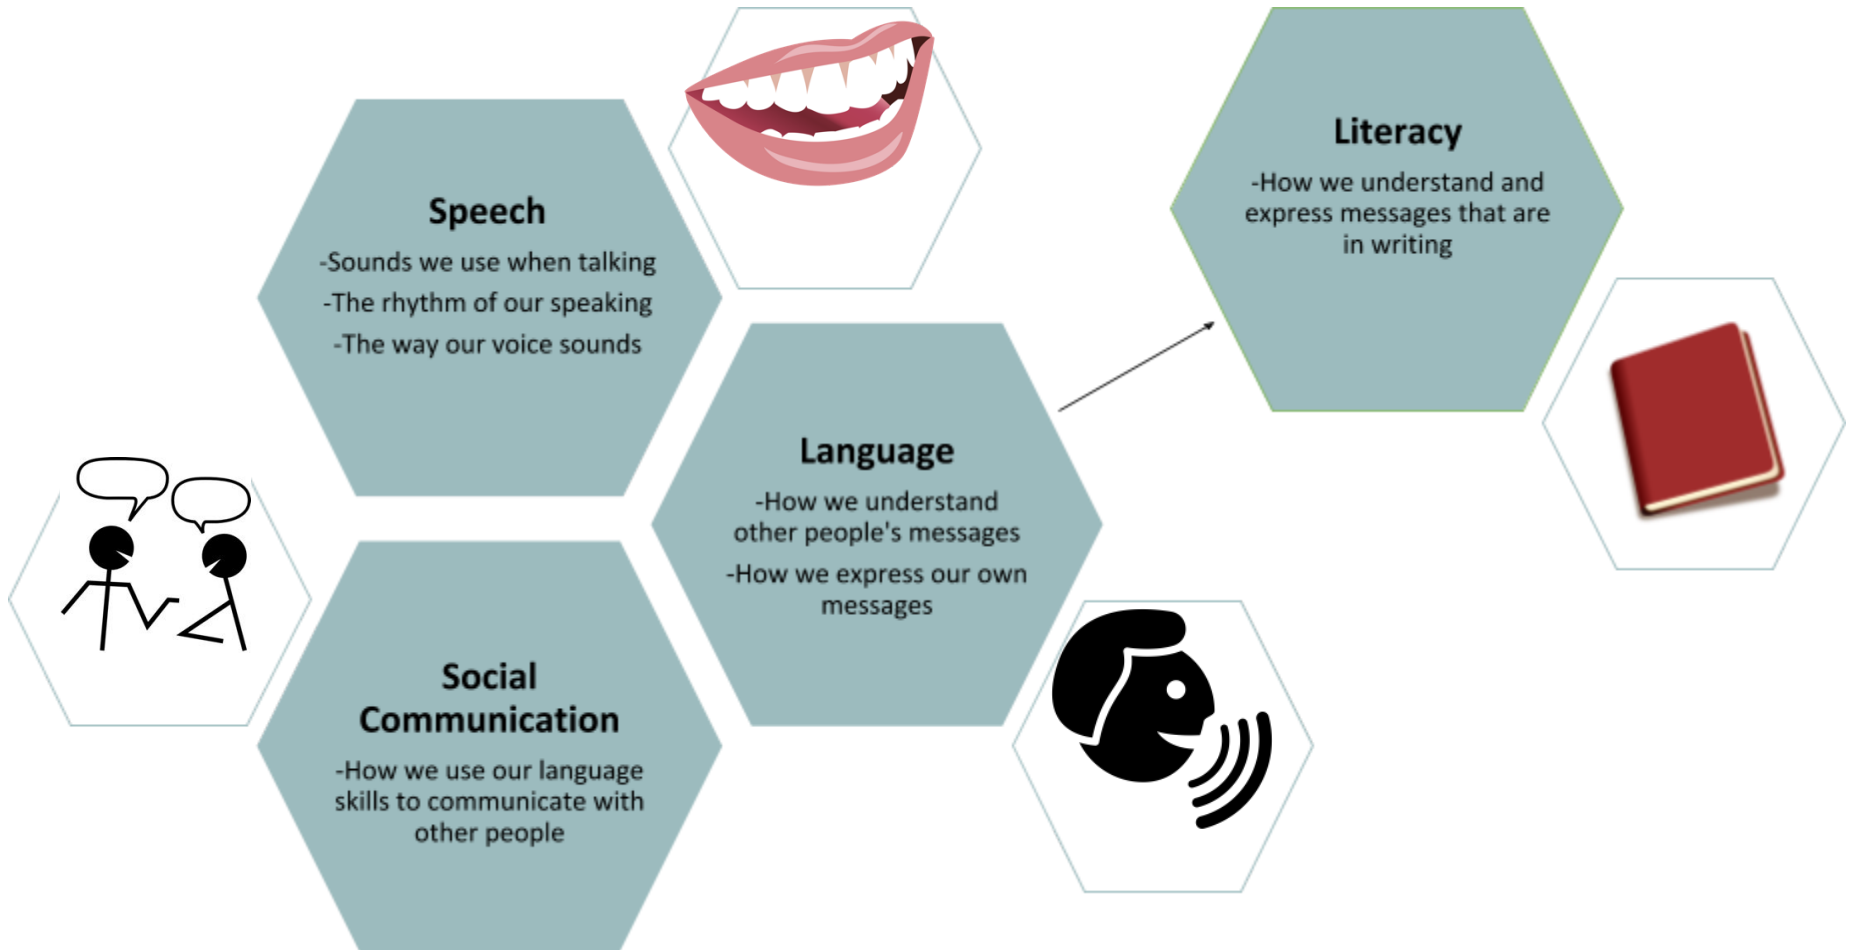 Speech
-Sounds we use when talking
-The rhythm of our speaking
-The way our voice sounds
Language
-How we understand
other people's messages
-How we express our own
messages
Social
Communication
-How we use our language
skills to communicate with
other people
Literacy
-How we understand and
express messages that are
in writing